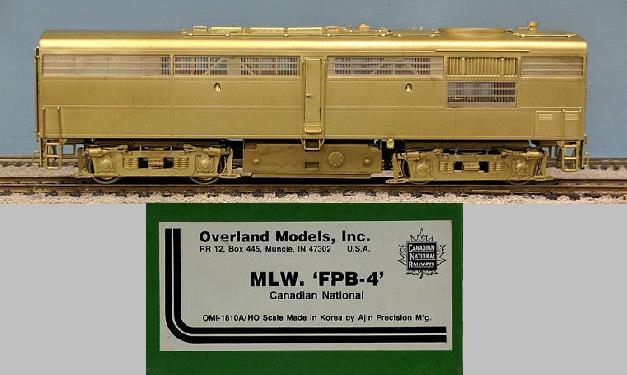 Overland Models, Inc.
RR 12, Box 445, Muncie, IN 47302 U.S.A.
CANADIAN
NATIONAL
RAILWAYS
MLW. 'FPB-4'
Canadian National
OMI-1810A/HO Scale Made in Korea by Ajin Precision Mfg.